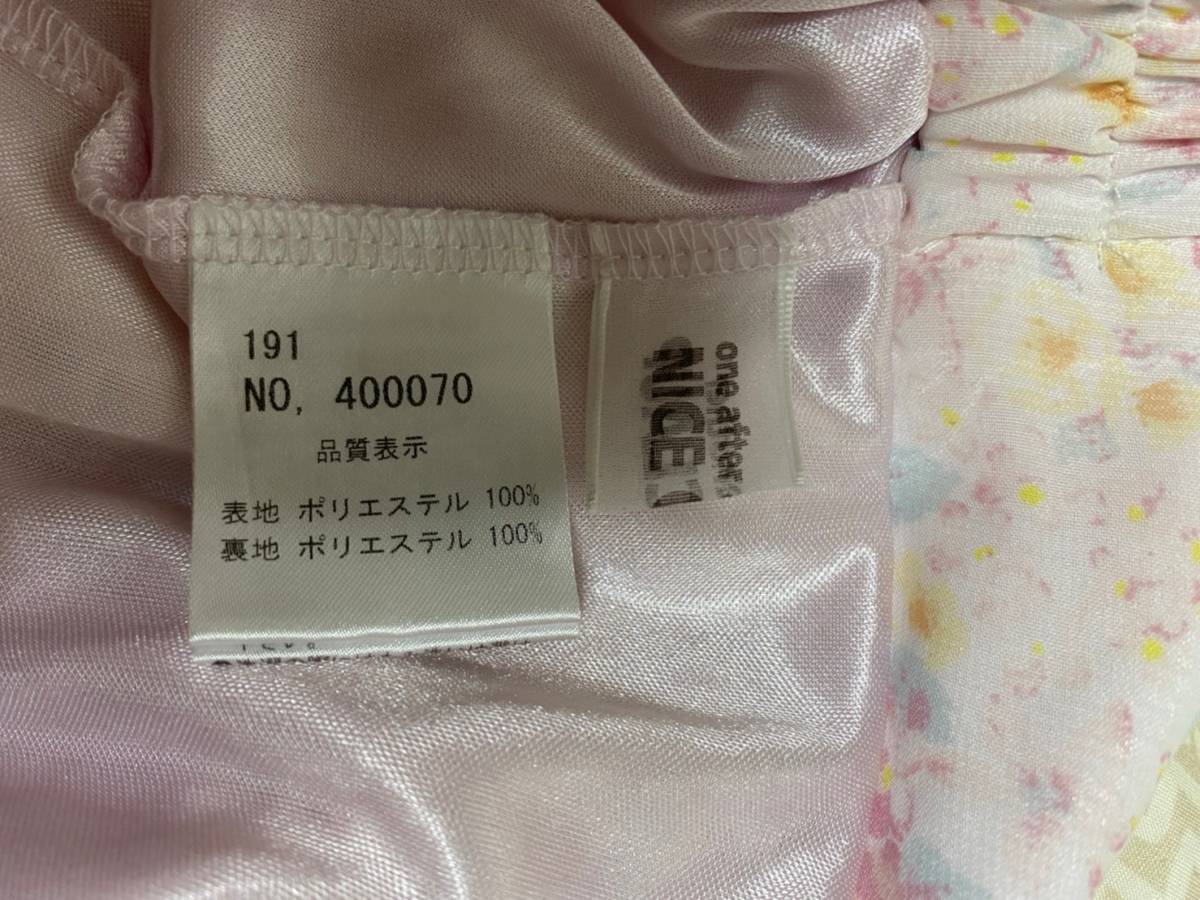 191
NO, 400070
品質表示
表地 ポリエステル 100%
裏地 ポリエステル 100%
one after
NICE